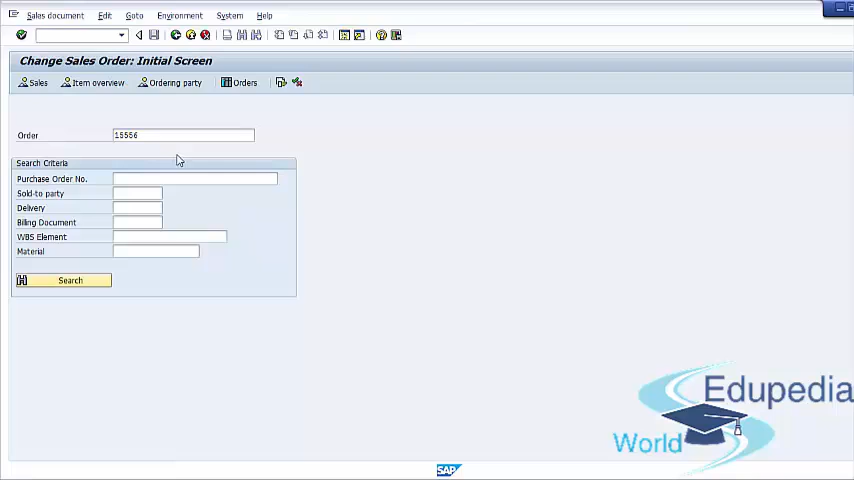 Sales document Edit Goto Environment System Help
Change Sales Order: Initial Screen
Sales Item overview Ordering party Orders
Order 15556
Search Criteria
Purchase Order No.
Sold-to party
Delivery
Billing Document
WBS Element
Material
Search
Edupedia
World
SAP